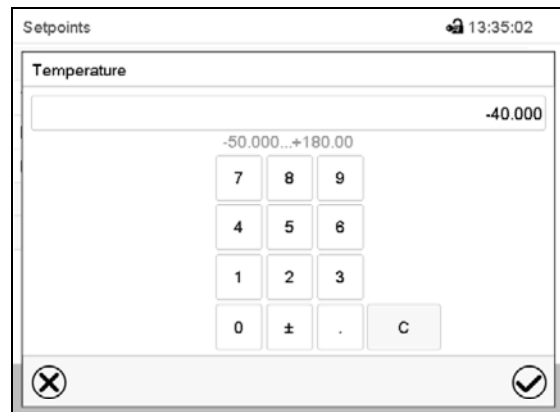 Setpoints 13:35:02
Temperature
-40.000
-50.000...+180.00
7 8 9
4 5 6
1 2 3
0 ± . C